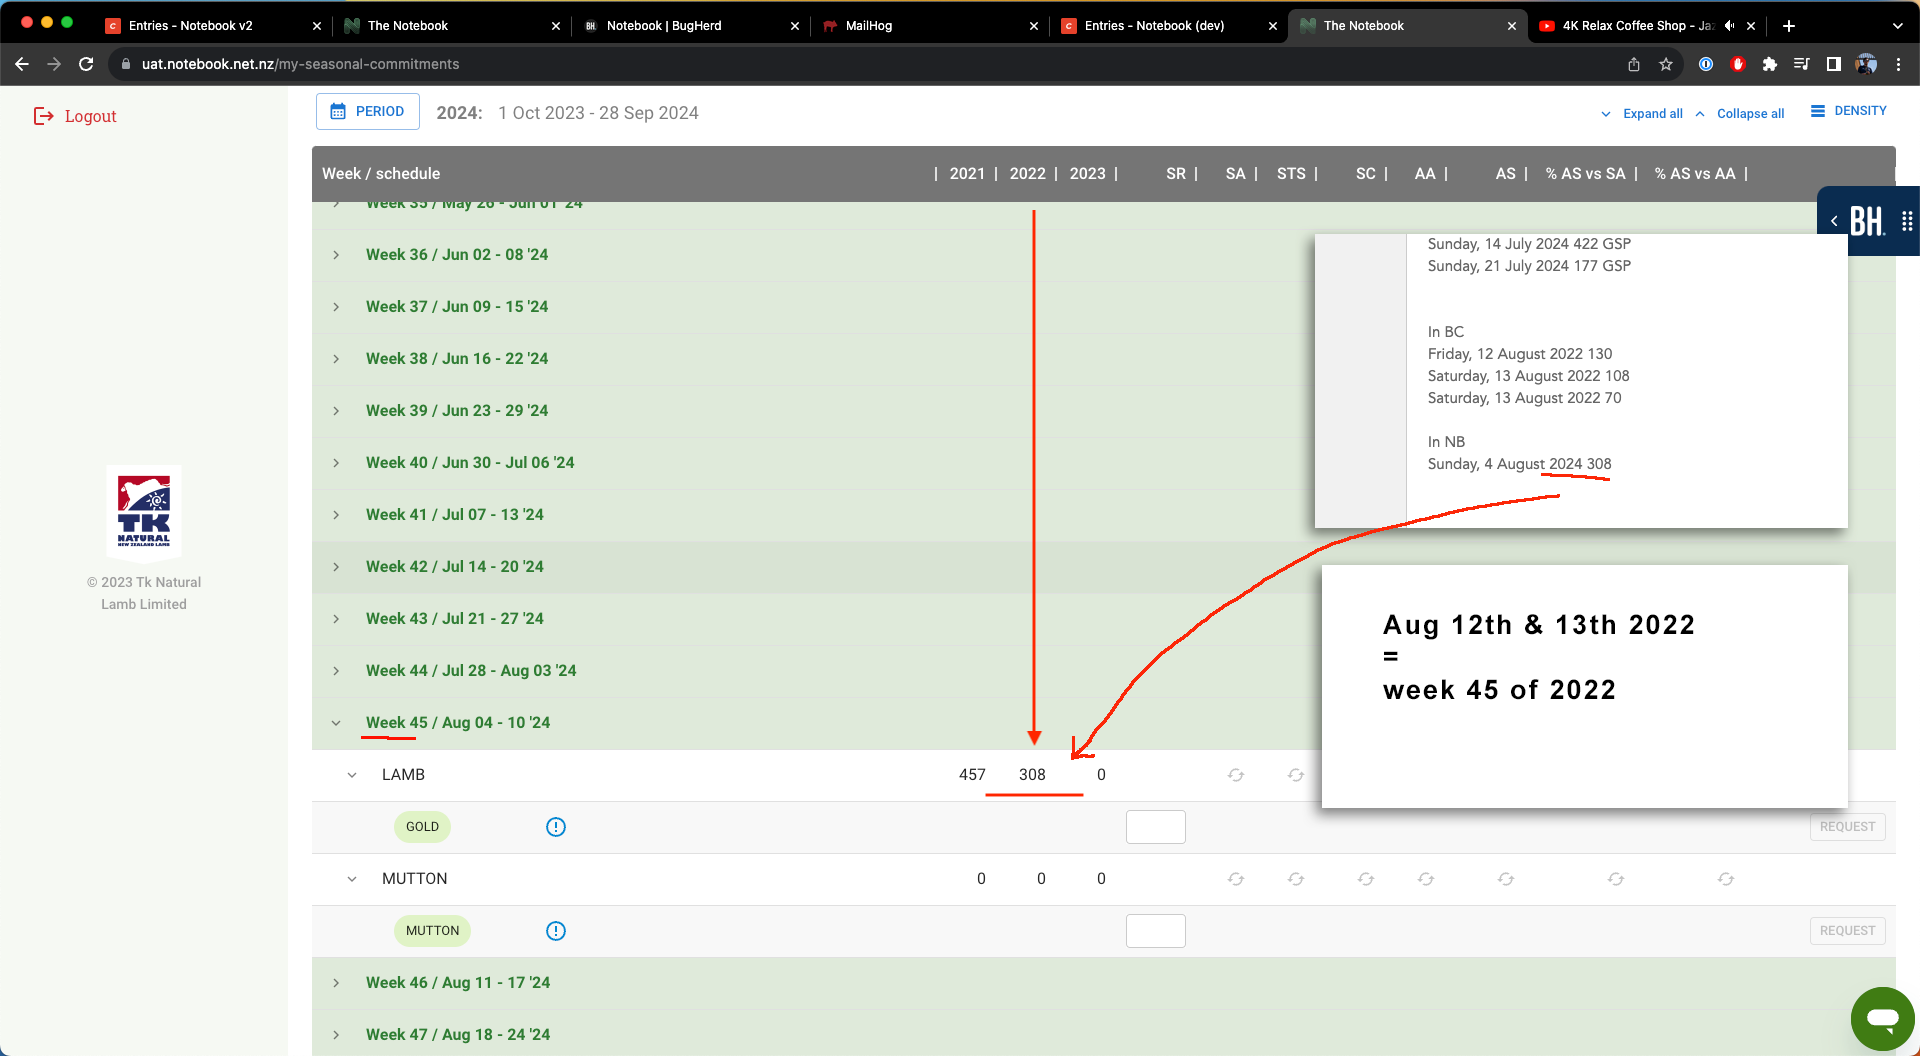 Entries - Notebook v2
The Notebook
BH.
Notebook | BugHerd
MailHog
Entries - Notebook (dev)
The Notebook
4K Relax Coffee Shop - Jaz
uat.notebook.net.nz/my-seasonal-commitments
Logout
PERIOD
2024: 1 Oct 2023 - 28 Sep 2024
Expand all
Collapse all
DENSITY
Week / schedule | 2021 | 2022 | 2023 | SR | SA | STS | SC | AA | AS | % AS vs SA | % AS vs AA |
Week 35 / May 26 - Jun 01 '24
BH.
Week 36 / Jun 02 - 08 '24
Sunday, 14 July 2024 422 GSP
Sunday, 21 July 2024 177 GSP
Week 37 / Jun 09 - 15 '24
In BC
Friday, 12 August 2022 130
Saturday, 13 August 2022 108
Saturday, 13 August 2022 70
Week 38 / Jun 16 - 22 '24
Week 39 / Jun 23 - 29 '24
In NB
Sunday, 4 August 2024 308
Week 40 / Jun 30 - Jul 06 '24
Week 41 / Jul 07 - 13 '24
Week 42 / Jul 14 - 20 '24
TK
NATURAL
NEW ZEALAND LAMB
© 2023 Tk Natural
Lamb Limited
Week 43 / Jul 21 - 27 '24
Aug 12th & 13th 2022
=
week 45 of 2022
Week 44 / Jul 28 - Aug 03 '24
Week 45 / Aug 04 - 10 '24
LAMB 457 308 0
GOLD
REQUEST
MUTTON 0 0 0
MUTTON
REQUEST
Week 46 / Aug 11 - 17 '24
Week 47 / Aug 18 - 24 '24